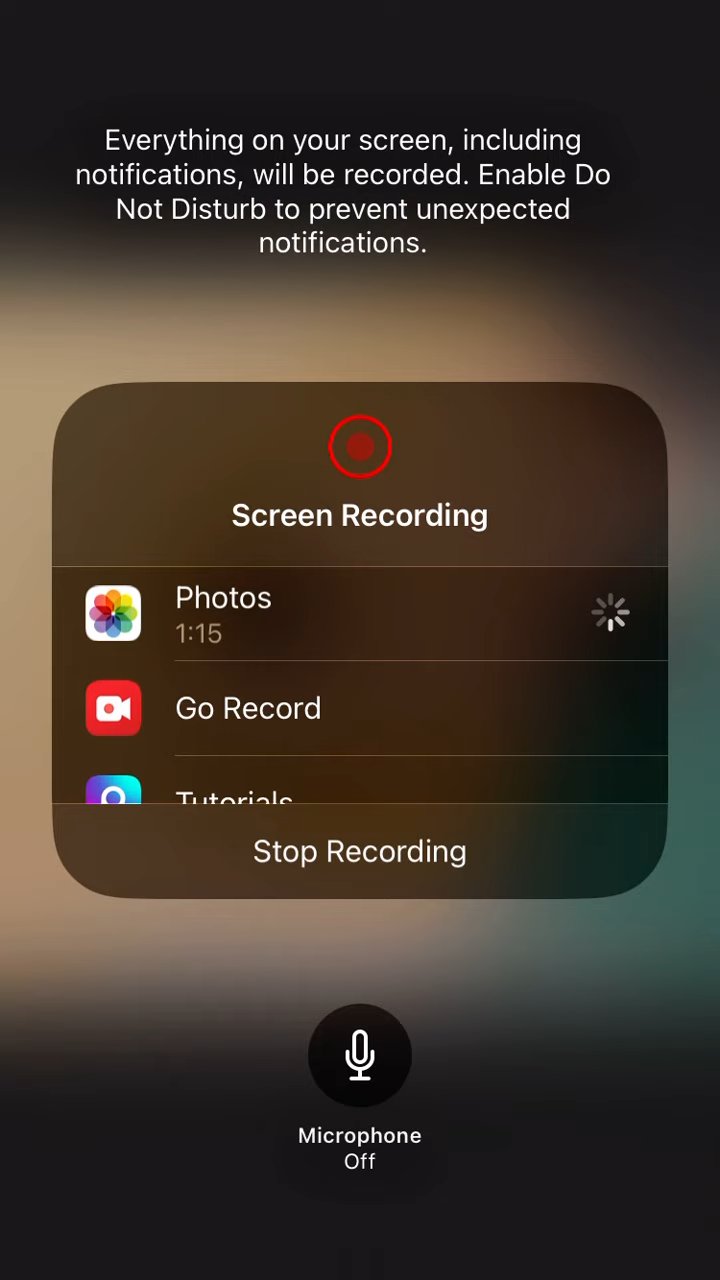 Everything on your screen, including
notifications, will be recorded. Enable Do
Not Disturb to prevent unexpected
notifications.
Screen Recording
Photos
1:15
Go Record
Tutorials
Stop Recording
Microphone
Off